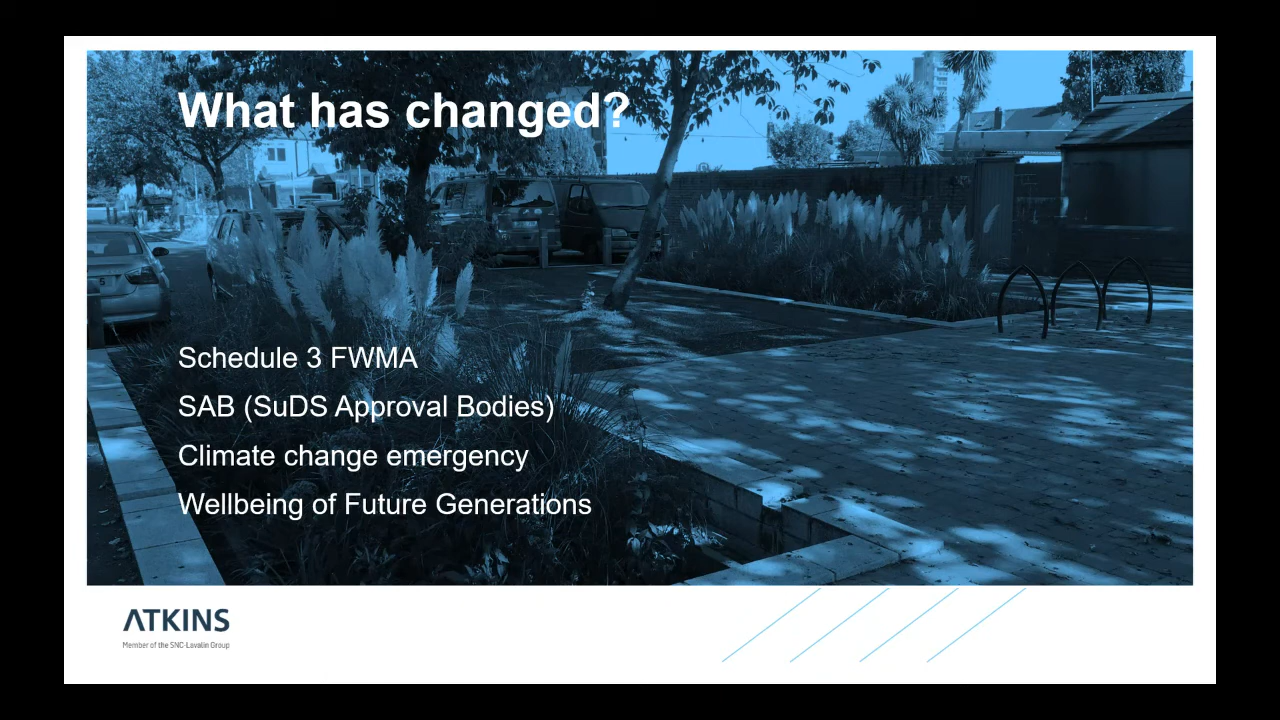 What has changed?
Schedule 3 FWMA
SAB (SuDS Approval Bodies)
Climate change emergency
Wellbeing of Future Generations
ATKINS
Member of the SNC-Lavalin Group